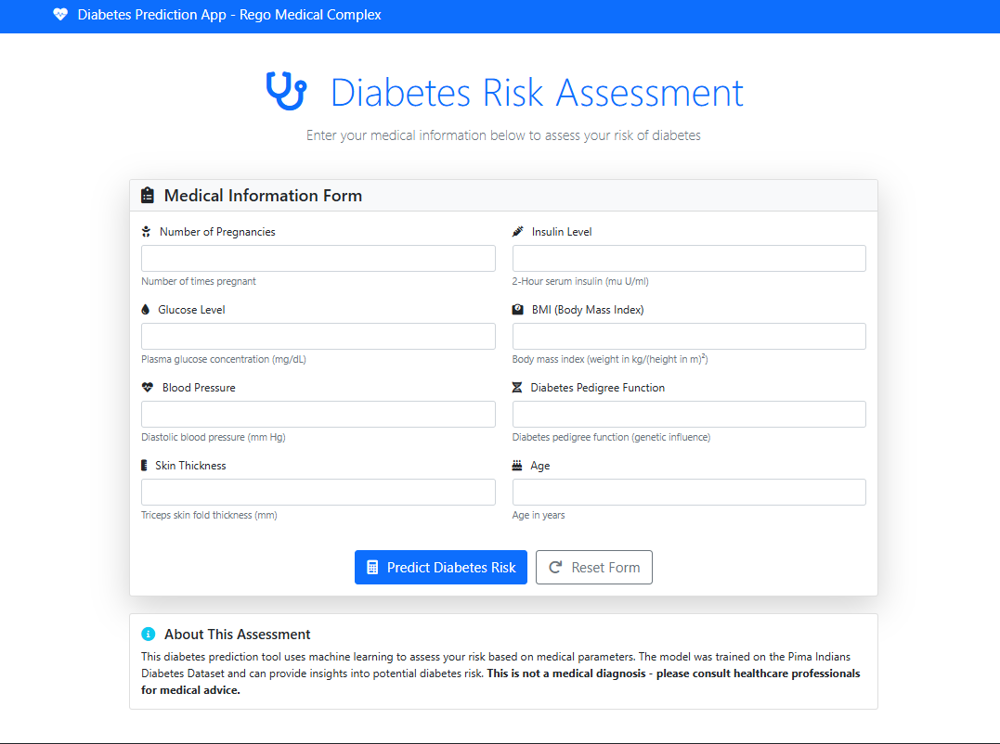 Diabetes Prediction App - Rego Medical Complex
Diabetes Risk Assessment
Enter your medical information below to assess your risk of diabetes
Medical Information Form
Number of Pregnancies
Number of times pregnant
Glucose Level
Plasma glucose concentration (mg/dL)
Blood Pressure
Diastolic blood pressure (mm Hg)
Skin Thickness
Triceps skin fold thickness (mm)
Insulin Level
2-Hour serum insulin (mu U/ml)
BMI (Body Mass Index)
Body mass index (weight in kg/(height in m)²)
Diabetes Pedigree Function
Diabetes pedigree function (genetic influence)
Age
Age in years
Predict Diabetes Risk
Reset Form
About This Assessment
This diabetes prediction tool uses machine learning to assess your risk based on medical parameters. The model was trained on the Pima Indians
Diabetes Dataset and can provide insights into potential diabetes risk. This is not a medical diagnosis - please consult healthcare professionals
for medical advice.